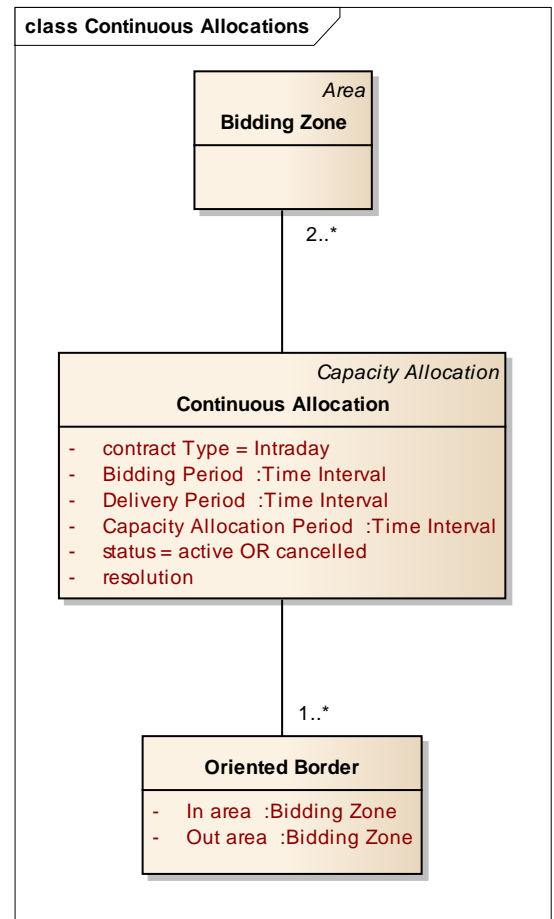 class Continuous Allocations
Area
Bidding Zone
2..*
Capacity Allocation
Continuous Allocation
- contract Type = Intraday
- Bidding Period :Time Interval
- Delivery Period :Time Interval
- Capacity Allocation Period :Time Interval
- status = active OR cancelled
- resolution
1..*
Oriented Border
- In area :Bidding Zone
- Out area :Bidding Zone